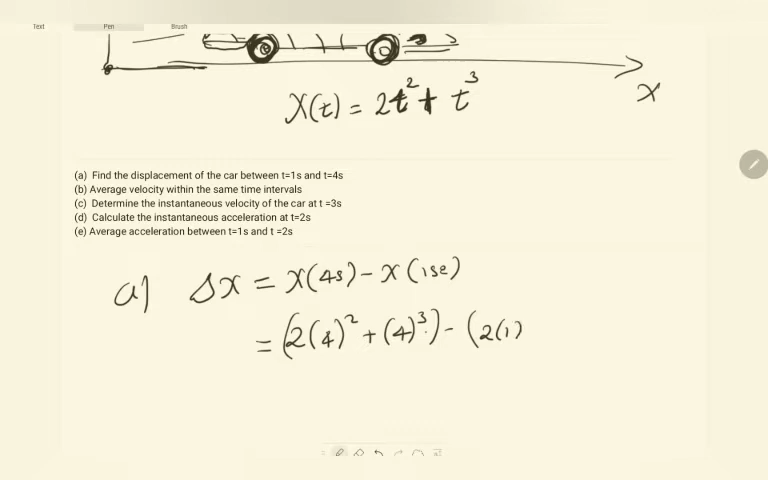 Text Pen Brush
X(t) = 2t² + t³
x
(a) Find the displacement of the car between t=1s and t=4s
(b) Average velocity within the same time intervals
(c) Determine the instantaneous velocity of the car at t =3s
(d) Calculate the instantaneous acceleration at t=2s
(e) Average acceleration between t=1s and t =2s
a) Δx = x(4s) - x(1se)
= (2(4)² + (4)³) - (2(1)